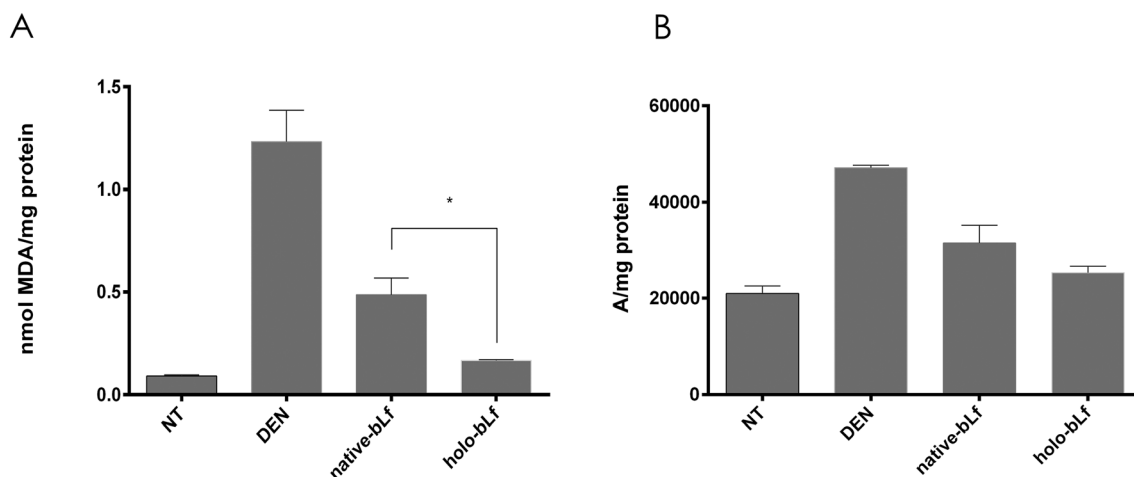 A
nmol MDA/mg protein
1.5
1.0
0.5
0.0
*
NT
DEN
native-bLf
holo-bLf
B
A/mg protein
60000
40000
20000
0
NT
DEN
native-bLf
holo-bLf